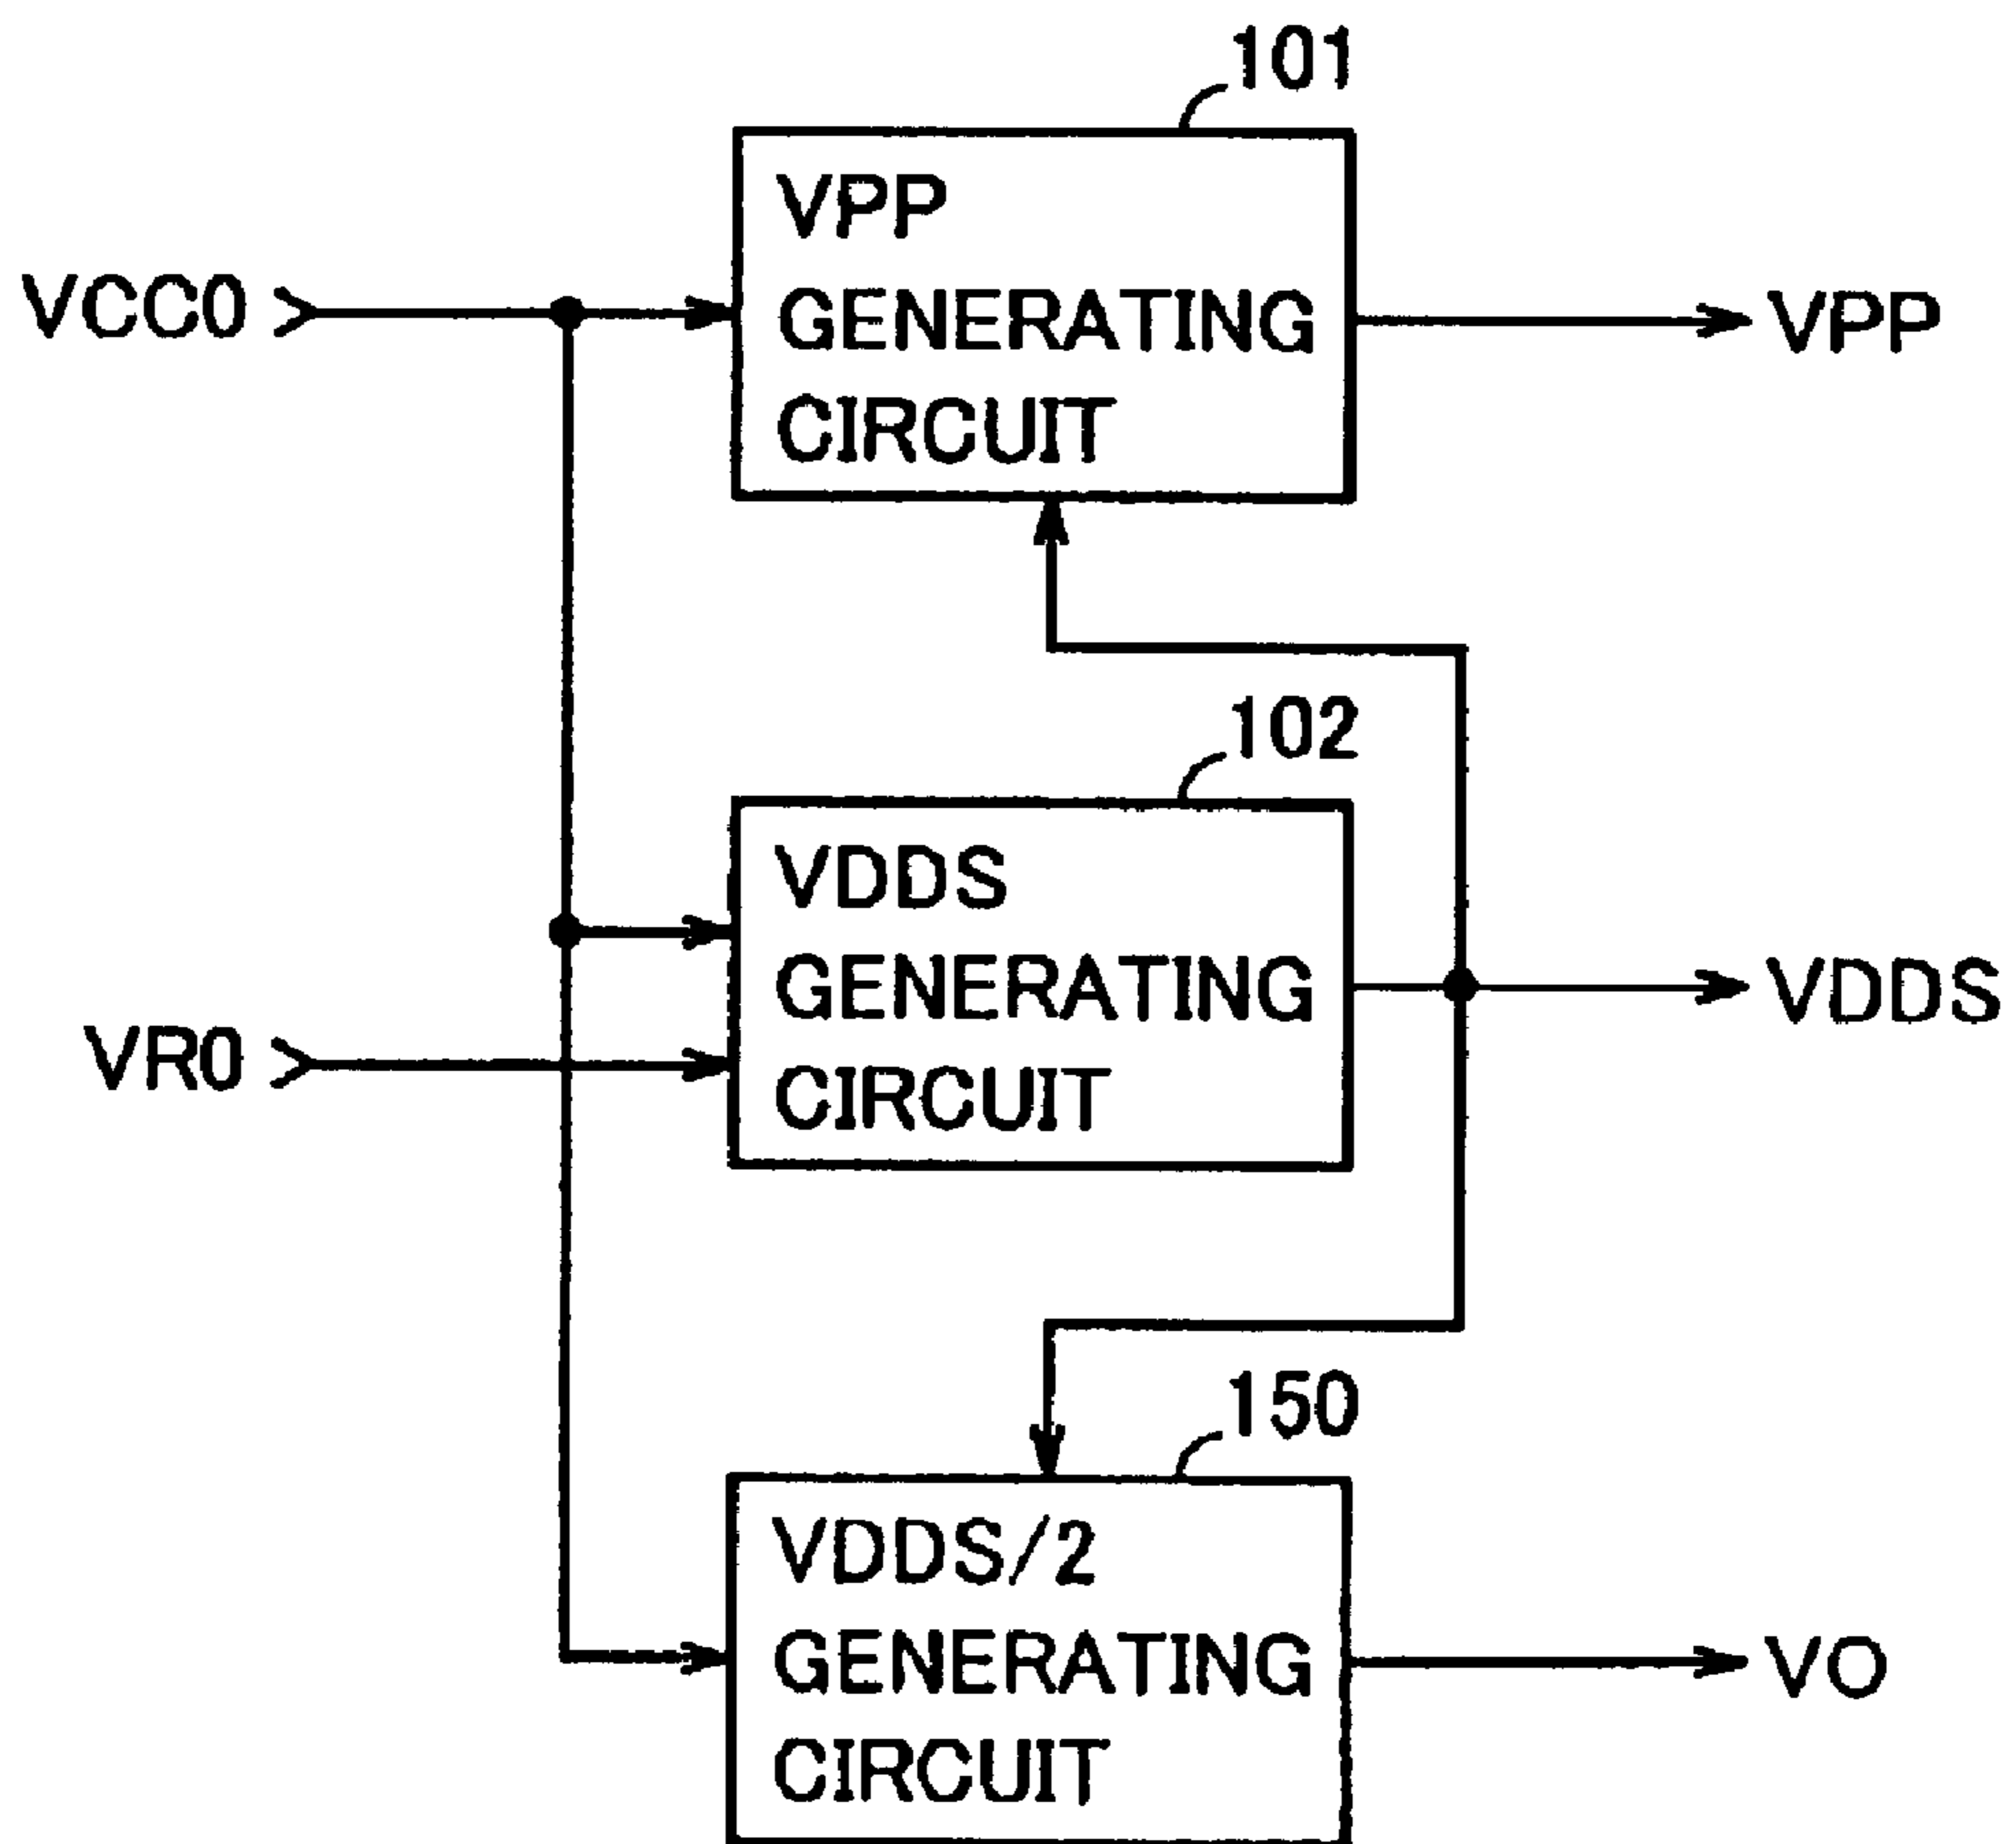 101
VPP
GENERATING
CIRCUIT
VCC0
VPP
102
VDDS
GENERATING
CIRCUIT
VR0
VDDS
150
VDDS/2
GENERATING
CIRCUIT
VO